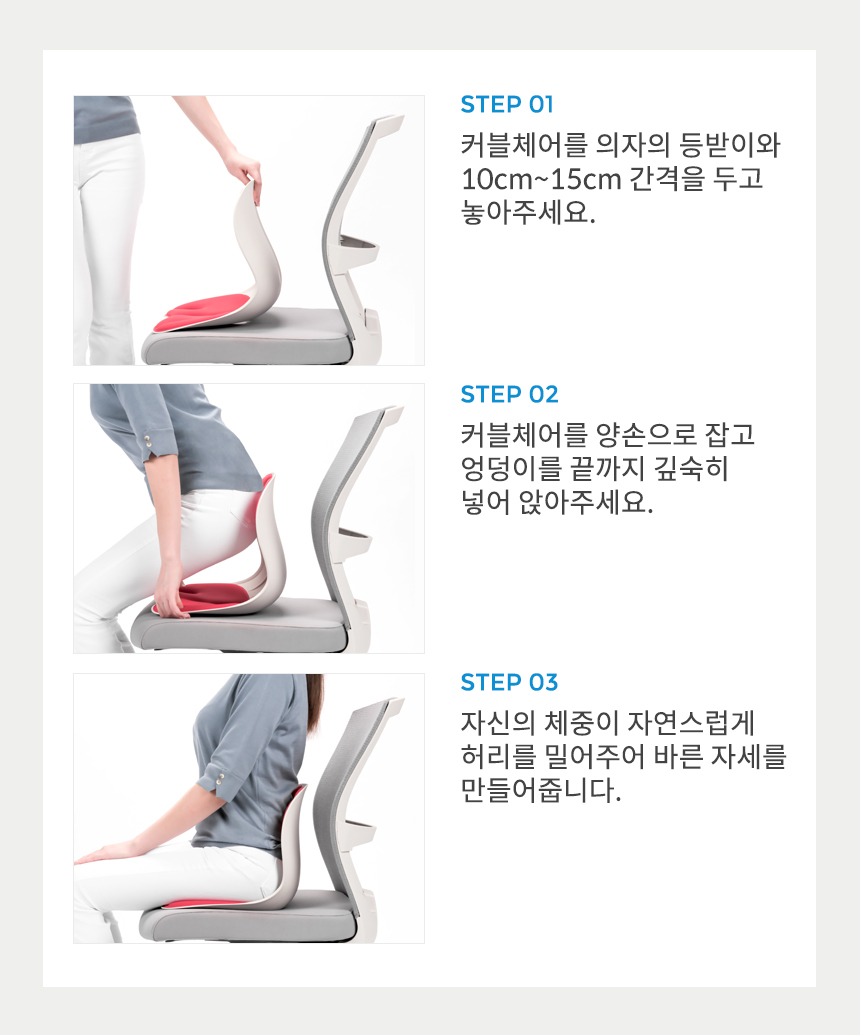 STEP 01
커블체어를 의자의 등받이와
10cm~15cm 간격을 두고
놓아주세요.
STEP 02
커블체어를 양손으로 잡고
엉덩이를 끝까지 깊숙히
넣어 앉아주세요.
STEP 03
자신의 체중이 자연스럽게
허리를 밀어주어 바른 자세를
만들어줍니다.